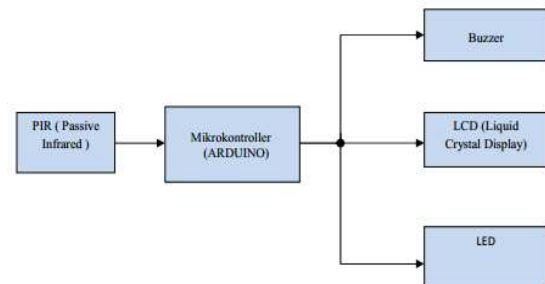 Buzzer
PIR ( Passive
Infrared )
Mikrokontroller
(ARDUINO)
LCD (Liquid
Crystal Display)
LED